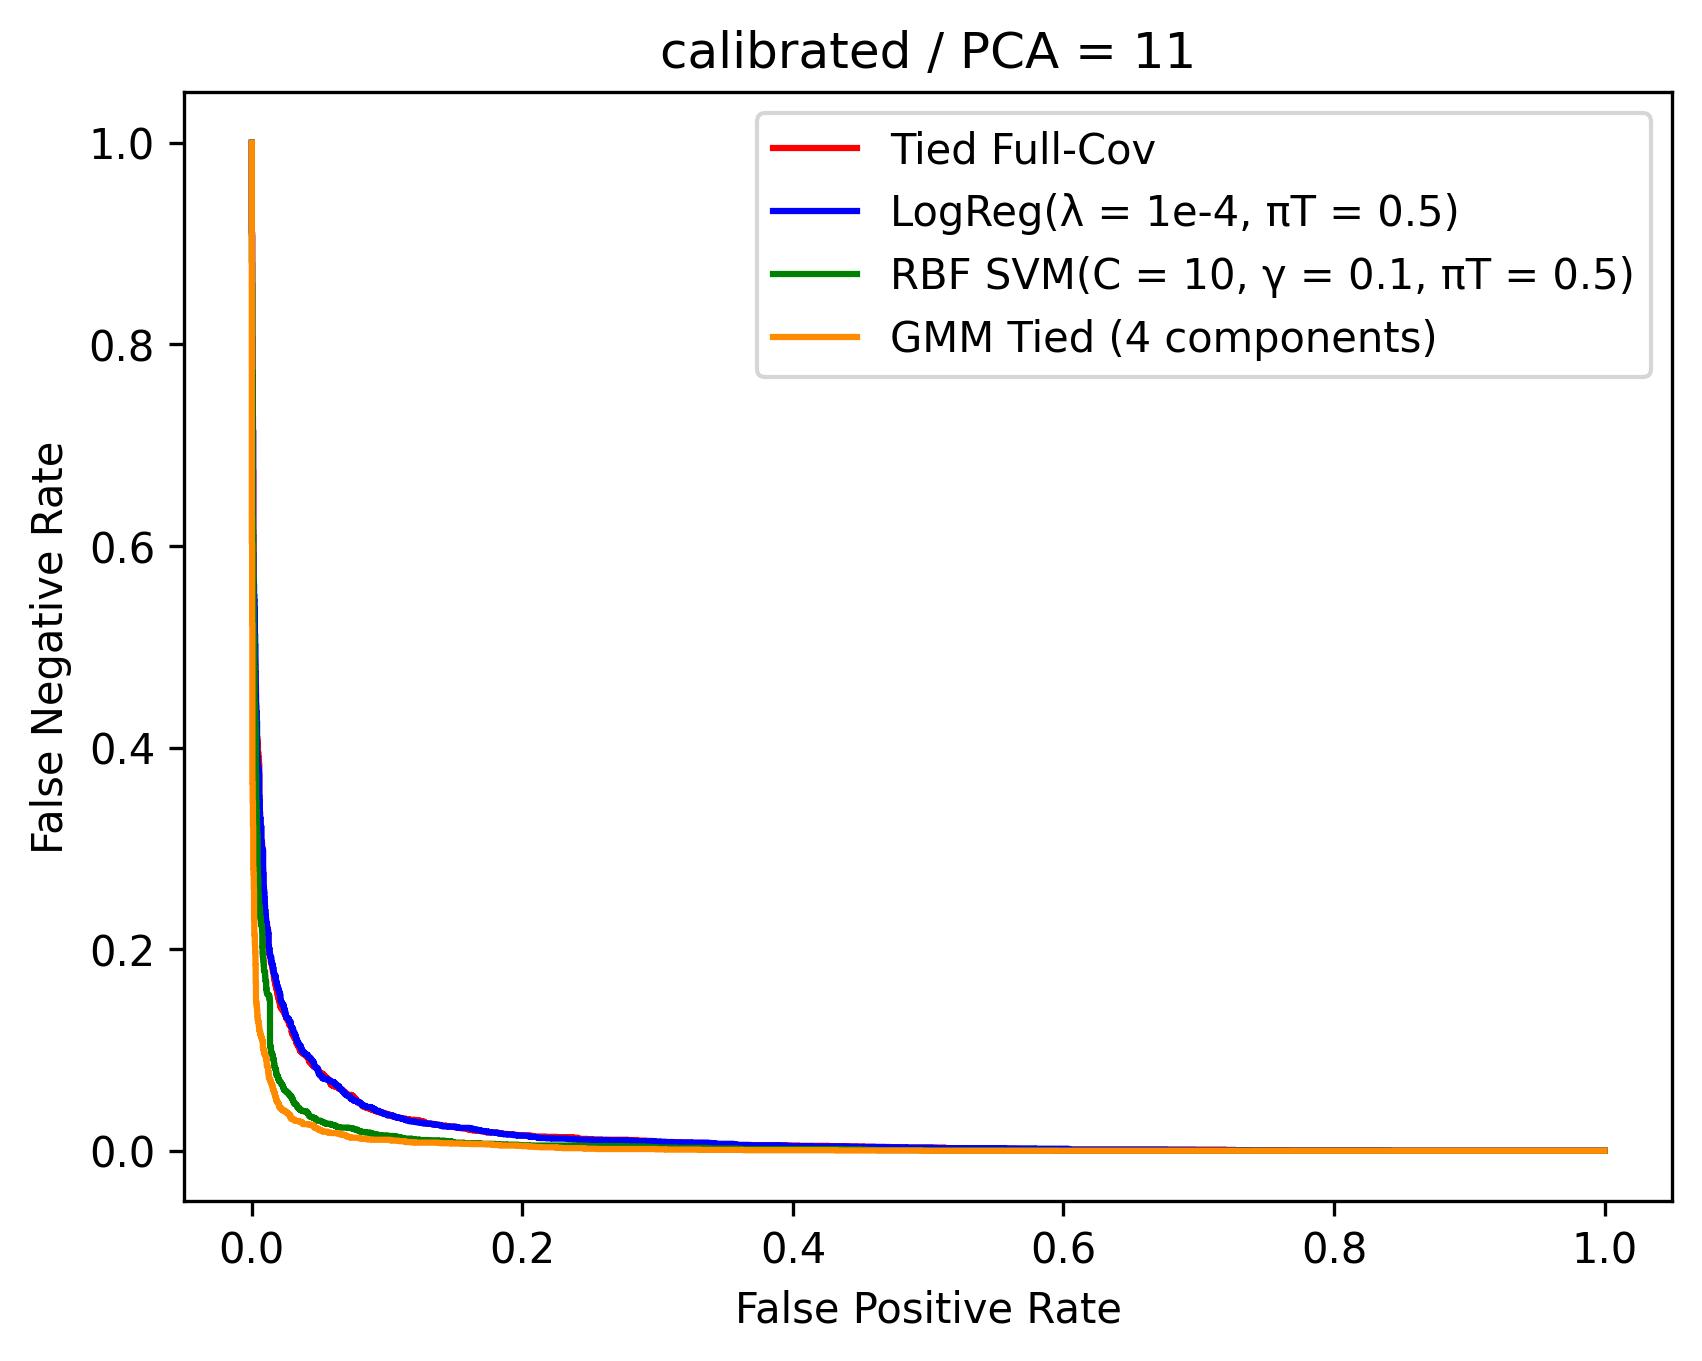 calibrated / PCA = 11
Tied Full-Cov
LogReg(λ = 1e-4, πT = 0.5)
RBF SVM(C = 10, γ = 0.1, πT = 0.5)
GMM Tied (4 components)
False Negative Rate
1.0
0.8
0.6
0.4
0.2
0.0
0.0 0.2 0.4 0.6 0.8 1.0
False Positive Rate